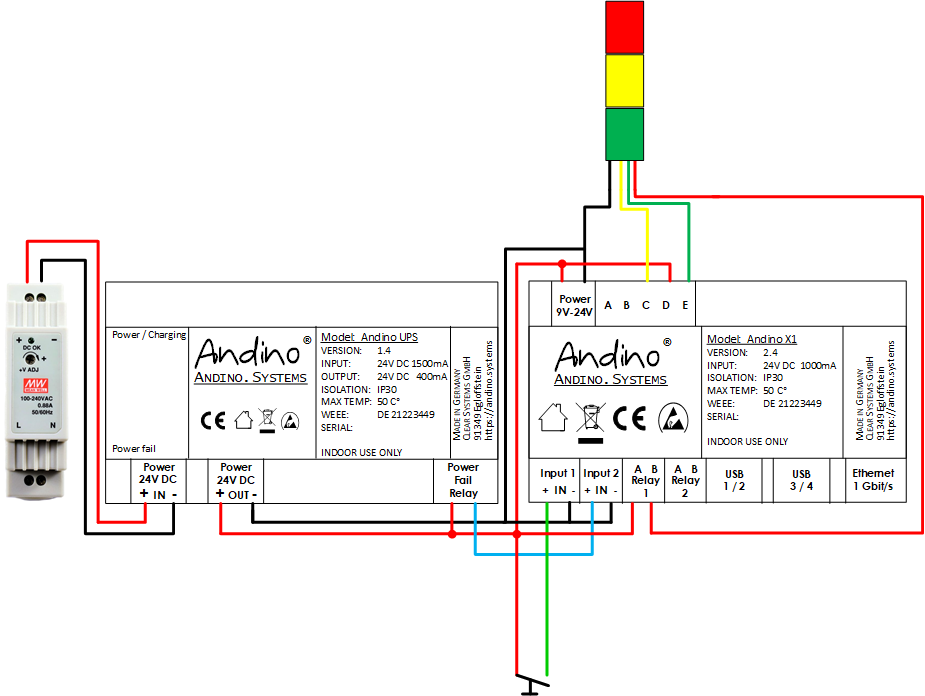 + -
DC OK
+
+V ADJ
MW
MEAN WELL
100-240VAC
0.88A
50/60Hz
L N
Power / Charging
Power fail
Andino®
ANDINO. SYSTEMS
CE
Model: Andino UPS
VERSION: 1.4
INPUT: 24V DC 1500mA
OUTPUT: 24V DC 400mA
ISOLATION: IP30
MAX TEMP: 50 C°
WEEE: DE 21223449
SERIAL:
INDOOR USE ONLY
MADE IN GERMANY
CLEAR SYSTEMS GMBH
91349 Egloffstein
https://andino.systems
Power
24V DC
+ IN -
Power
24V DC
+ OUT -
Power
Fail
Relay
Power
9V-24V
A B C D E
Andino®
ANDINO. SYSTEMS
CE
Model: Andino X1
VERSION: 2.4
INPUT: 24V DC 1000mA
ISOLATION: IP30
MAX TEMP: 50 C°
WEEE: DE 21223449
SERIAL:
INDOOR USE ONLY
MADE IN GERMANY
CLEAR SYSTEMS GMBH
91349 Egloffstein
https://andino.systems
Input 1
+ IN -
Input 2
+ IN -
A B
Relay
1
A B
Relay
2
USB
1 / 2
USB
3 / 4
Ethernet
1 Gbit/s